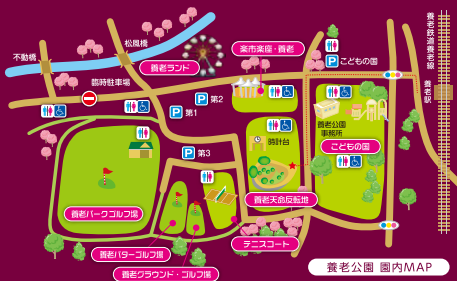 不動橋
松風橋
養老ランド
臨時駐車場
楽市楽座・養老
P こどもの国
養老鉄道養老線
養老駅
P 第2
P 第1
P 第3
時計台
養老公園
事務所
こどもの国
養老天命反転地
養老パークゴルフ場
養老パターゴルフ場
養老グラウンド・ゴルフ場
テニスコート
養老公園 園内MAP